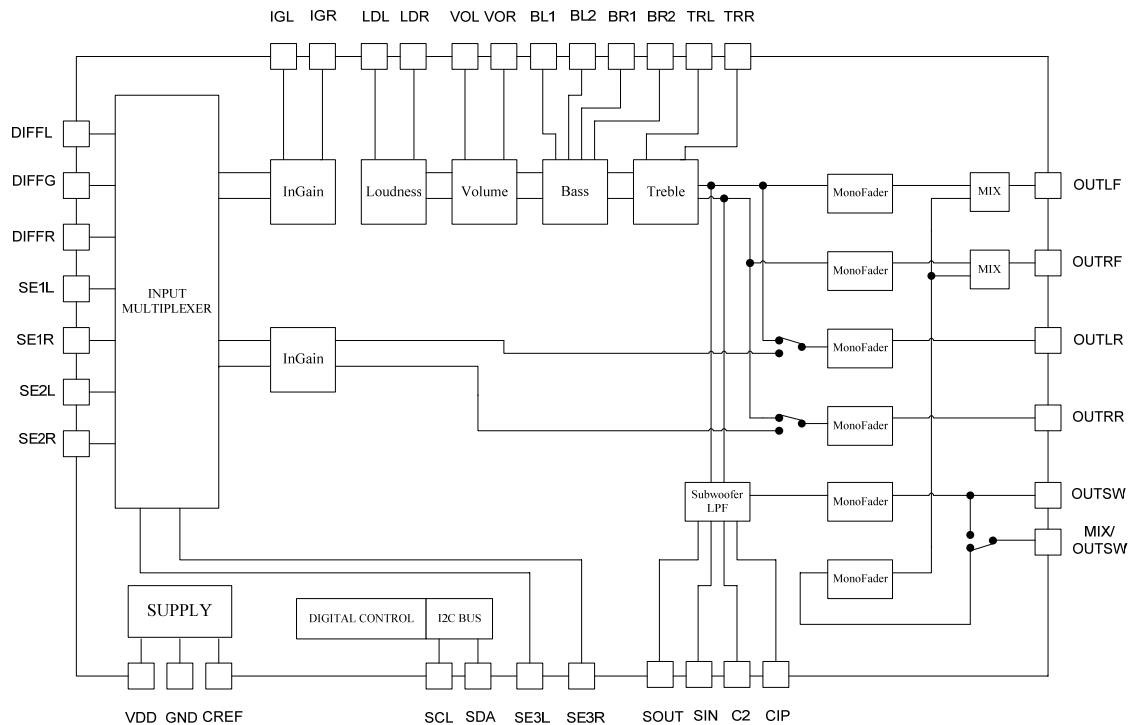 IGL
IGR
LDL
LDR
VOL
VOR
BL1
BL2
BR1
BR2
TRL
TRR
DIFFL
DIFFG
DIFFR
SE1L
SE1R
SE2L
SE2R
INPUT
MULTIPLEXER
InGain
Loudness
Volume
Bass
Treble
MonoFader
MIX
OUTLF
MonoFader
MIX
OUTRF
InGain
MonoFader
OUTLR
MonoFader
OUTRR
Subwoofer
LPF
MonoFader
OUTSW
MIX/
OUTSW
MonoFader
SUPPLY
DIGITAL CONTROL
I2C BUS
VDD
GND
CREF
SCL
SDA
SE3L
SE3R
SOUT
SIN
C2
CIP